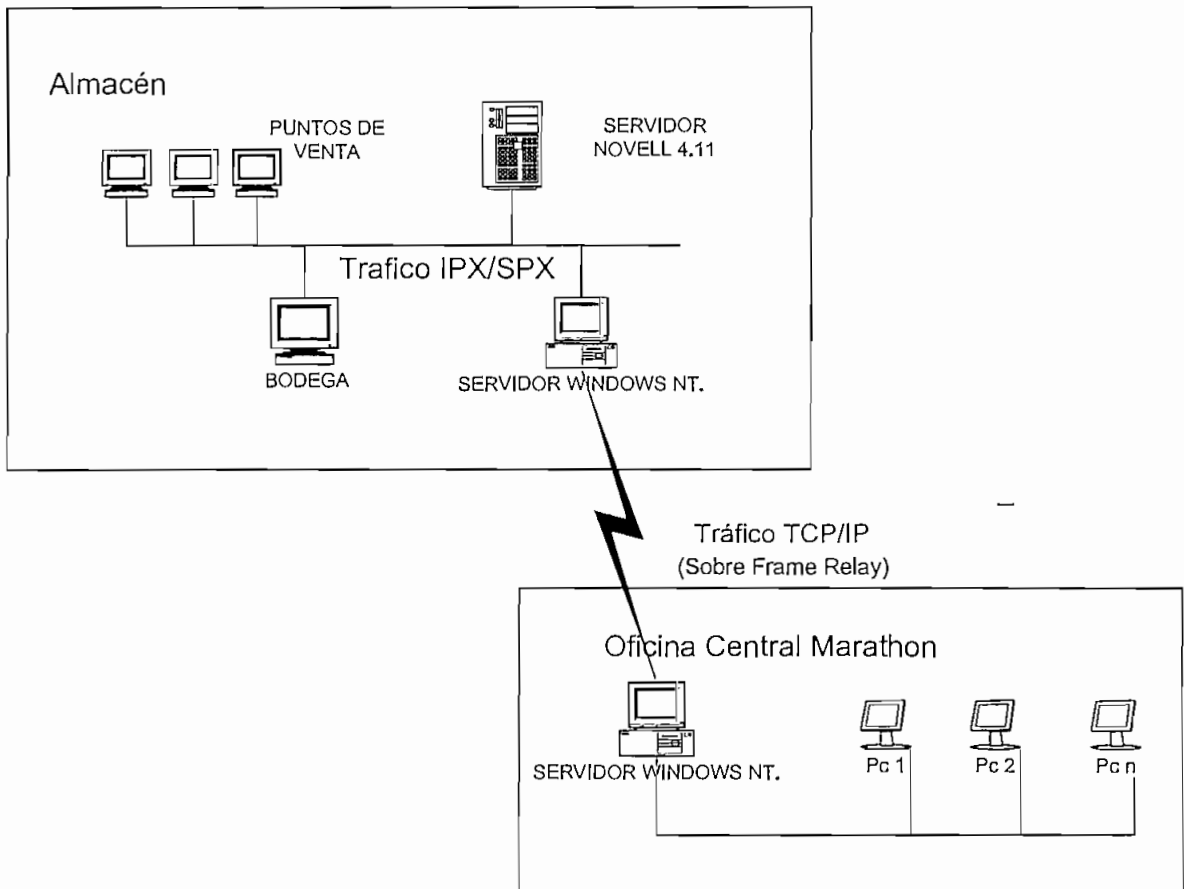 Almacén
PUNTOS DE
VENTA
SERVIDOR
NOVELL 4.11
Trafico IPX/SPX
BODEGA
SERVIDOR WINDOWS NT.
Tráfico TCP/IP
(Sobre Frame Relay)
Oficina Central Marathon
SERVIDOR WINDOWS NT.
Pc 1
Pc 2
Pc n